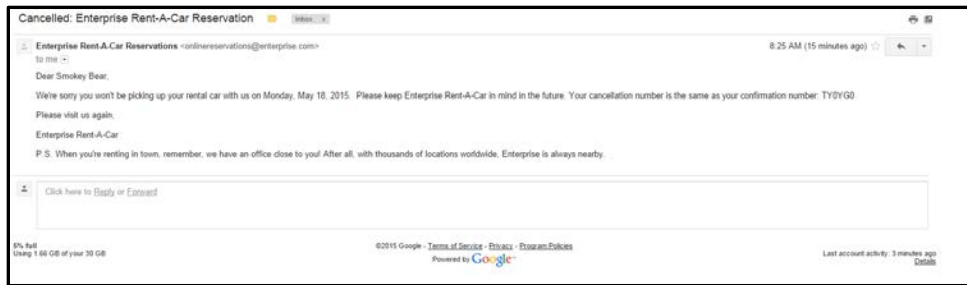 Cancelled: Enterprise Rent-A-Car Reservation Inbox x
Enterprise Rent-A-Car Reservations <onlinereservations@enterprise.com> 8:25 AM (15 minutes ago)
to me
Dear Smokey Bear,
We're sorry you won't be picking up your rental car with us on Monday, May 18, 2015. Please keep Enterprise Rent-A-Car in mind in the future. Your cancellation number is the same as your confirmation number: TY0YG0
Please visit us again,
Enterprise Rent-A-Car
P.S. When you're renting in town, remember, we have an office close to you! After all, with thousands of locations worldwide, Enterprise is always nearby.
Click here to Reply or Forward
5% full
Using 1.66 GB of your 30 GB
©2015 Google - Terms of Service - Privacy - Program Policies
Powered by Google™
Last account activity: 3 minutes ago
Details